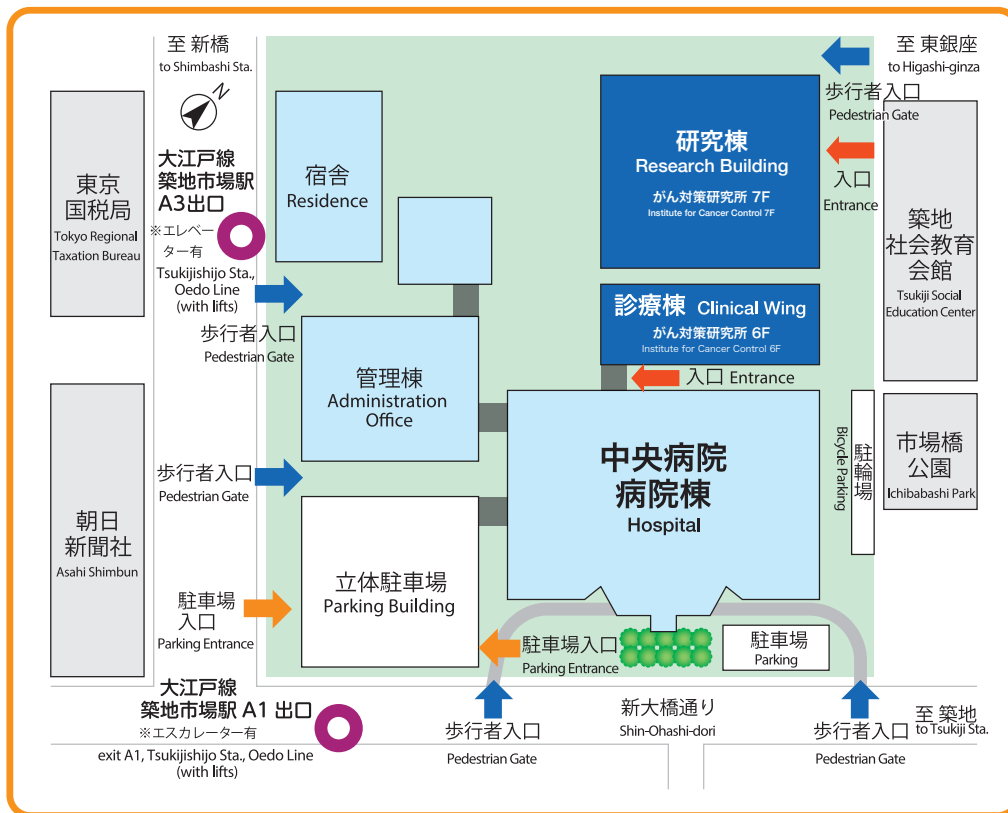 至 新橋
to Shimbashi Sta.
N
大江戸線
築地市場駅
A3出口
※エレベー
ター有
Tsukijishijo Sta.,
Oedo Line
(with lifts)
東京
国税局
Tokyo Regional
Taxation Bureau
宿舎
Residence
研究棟
Research Building
がん対策研究所 7F
Institute for Cancer Control 7F
至 東銀座
to Higashi-ginza
歩行者入口
Pedestrian Gate
入口
Entrance
築地
社会教育
会館
Tsukiji Social
Education Center
歩行者入口
Pedestrian Gate
診療棟 Clinical Wing
がん対策研究所 6F
Institute for Cancer Control 6F
入口 Entrance
管理棟
Administration
Office
中央病院
病院棟
Hospital
駐輪場
Bicycle Parking
市場橋
公園
Ichibabashi Park
歩行者入口
Pedestrian Gate
朝日
新聞社
Asahi Shimbun
駐車場
入口
Parking Entrance
立体駐車場
Parking Building
駐車場入口
Parking Entrance
駐車場
Parking
大江戸線
築地市場駅 A1 出口
※エスカレーター有
exit A1, Tsukijishijo Sta., Oedo Line
(with lifts)
歩行者入口
Pedestrian Gate
新大橋通り
Shin-Ohashi-dori
歩行者入口
Pedestrian Gate
至 築地
to Tsukiji Sta.